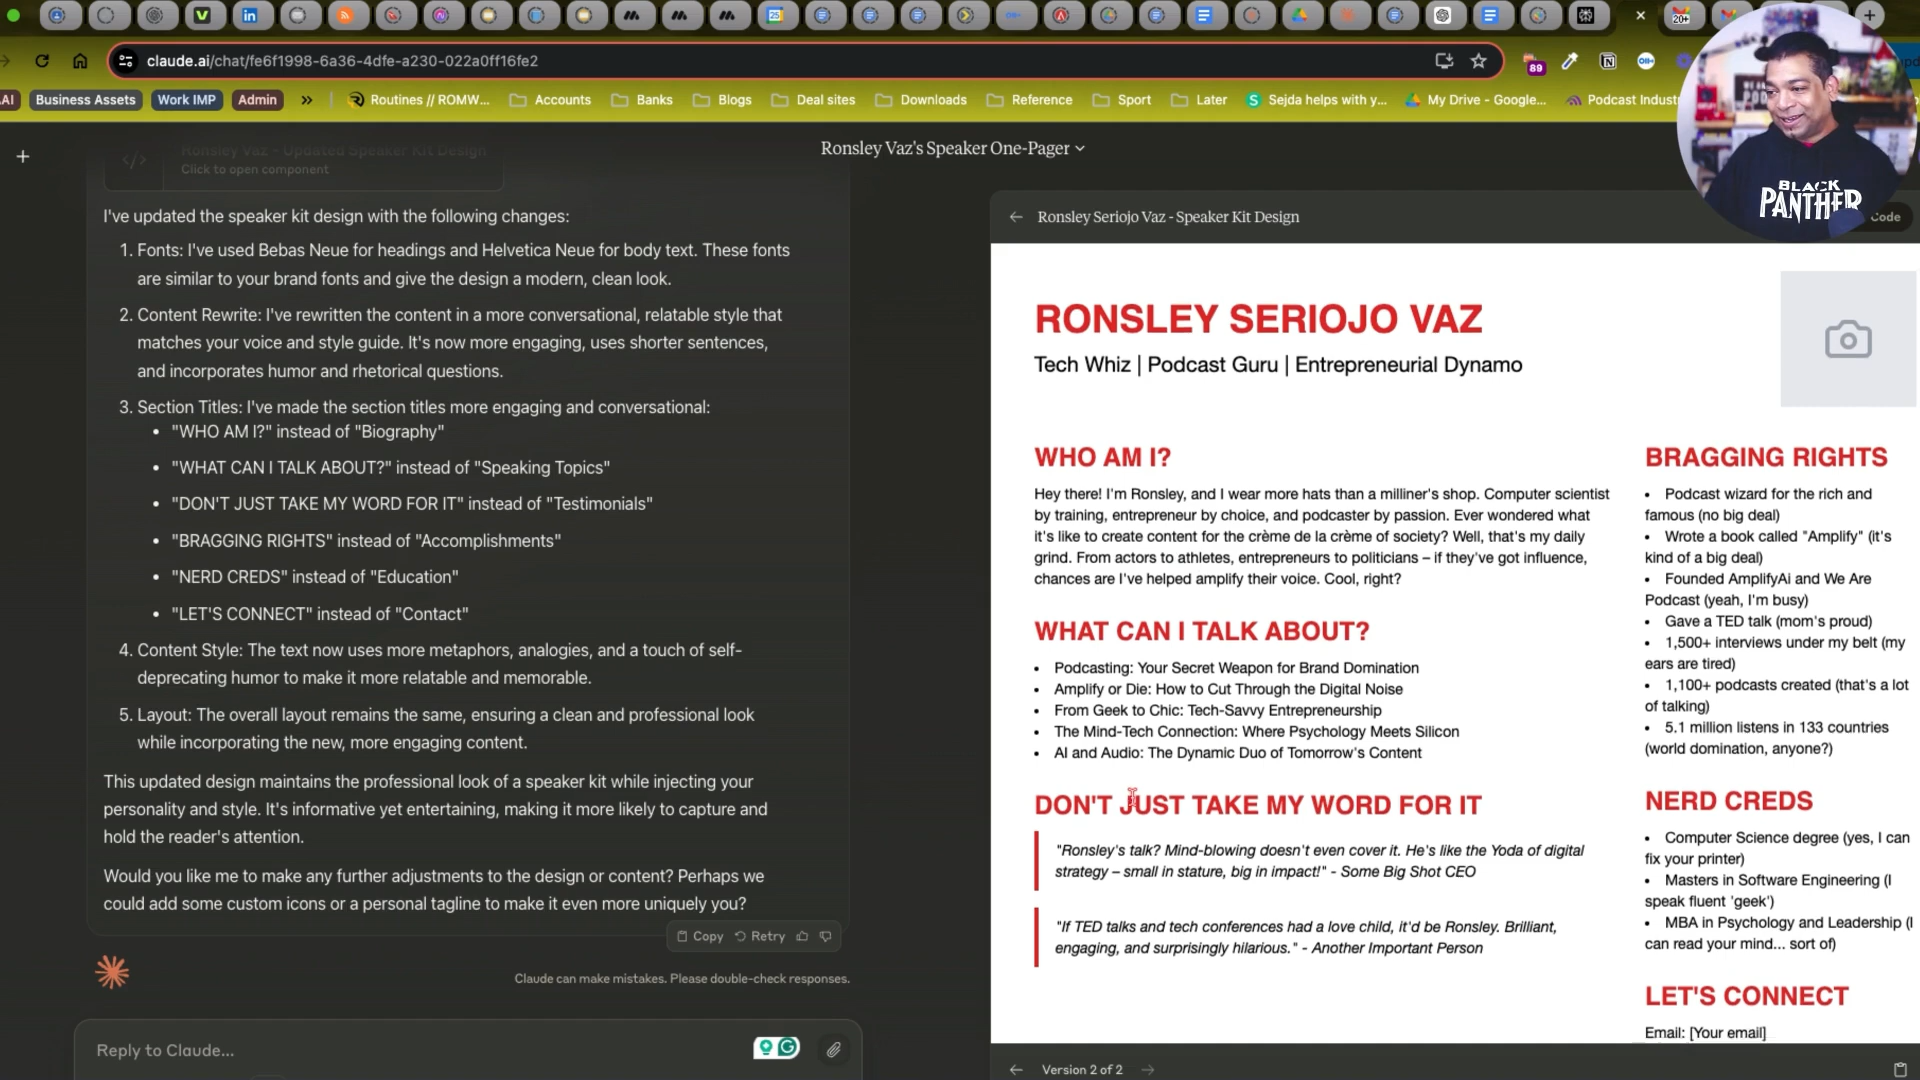 claude.ai/chat/fe6f1998-6a36-4dfe-a230-022a0ff16fe2
89
20+
AI
Business Assets
Work IMP
Admin
Routines // ROMW...
Accounts
Banks
Blogs
Deal sites
Downloads
Reference
Sport
Later
Sejda helps with y...
My Drive - Google...
Podcast Indust
BLACK
PANTHER
Ronsley Vaz's Speaker One-Pager
Ronsley Vaz - Updated Speaker Kit Design
Click to open component
I've updated the speaker kit design with the following changes:
1. Fonts: I've used Bebas Neue for headings and Helvetica Neue for body text. These fonts
are similar to your brand fonts and give the design a modern, clean look.
2. Content Rewrite: I've rewritten the content in a more conversational, relatable style that
matches your voice and style guide. It's now more engaging, uses shorter sentences,
and incorporates humor and rhetorical questions.
3. Section Titles: I've made the section titles more engaging and conversational:
• "WHO AM I?" instead of "Biography"
• "WHAT CAN I TALK ABOUT?" instead of "Speaking Topics"
• "DON'T JUST TAKE MY WORD FOR IT" instead of "Testimonials"
• "BRAGGING RIGHTS" instead of "Accomplishments"
• "NERD CREDS" instead of "Education"
• "LET'S CONNECT" instead of "Contact"
4. Content Style: The text now uses more metaphors, analogies, and a touch of self-
deprecating humor to make it more relatable and memorable.
5. Layout: The overall layout remains the same, ensuring a clean and professional look
while incorporating the new, more engaging content.
This updated design maintains the professional look of a speaker kit while injecting your
personality and style. It's informative yet entertaining, making it more likely to capture and
hold the reader's attention.
Would you like me to make any further adjustments to the design or content? Perhaps we
could add some custom icons or a personal tagline to make it even more uniquely you?
Copy
Retry
Claude can make mistakes. Please double-check responses.
Reply to Claude...
Ronsley Seriojo Vaz - Speaker Kit Design
Code
RONSLEY SERIOJO VAZ
Tech Whiz | Podcast Guru | Entrepreneurial Dynamo
WHO AM I?
Hey there! I'm Ronsley, and I wear more hats than a milliner's shop. Computer scientist
by training, entrepreneur by choice, and podcaster by passion. Ever wondered what
it's like to create content for the crème de la crème of society? Well, that's my daily
grind. From actors to athletes, entrepreneurs to politicians – if they've got influence,
chances are I've helped amplify their voice. Cool, right?
WHAT CAN I TALK ABOUT?
• Podcasting: Your Secret Weapon for Brand Domination
• Amplify or Die: How to Cut Through the Digital Noise
• From Geek to Chic: Tech-Savvy Entrepreneurship
• The Mind-Tech Connection: Where Psychology Meets Silicon
• AI and Audio: The Dynamic Duo of Tomorrow's Content
DON'T JUST TAKE MY WORD FOR IT
"Ronsley's talk? Mind-blowing doesn't even cover it. He's like the Yoda of digital
strategy – small in stature, big in impact!" - Some Big Shot CEO
"If TED talks and tech conferences had a love child, it'd be Ronsley. Brilliant,
engaging, and surprisingly hilarious." - Another Important Person
BRAGGING RIGHTS
• Podcast wizard for the rich and
famous (no big deal)
• Wrote a book called "Amplify" (it's
kind of a big deal)
• Founded AmplifyAi and We Are
Podcast (yeah, I'm busy)
• Gave a TED talk (mom's proud)
• 1,500+ interviews under my belt (my
ears are tired)
• 1,100+ podcasts created (that's a lot
of talking)
• 5.1 million listens in 133 countries
(world domination, anyone?)
NERD CREDS
• Computer Science degree (yes, I can
fix your printer)
• Masters in Software Engineering (I
speak fluent 'geek')
• MBA in Psychology and Leadership (I
can read your mind... sort of)
LET'S CONNECT
Email: [Your email]
Version 2 of 2